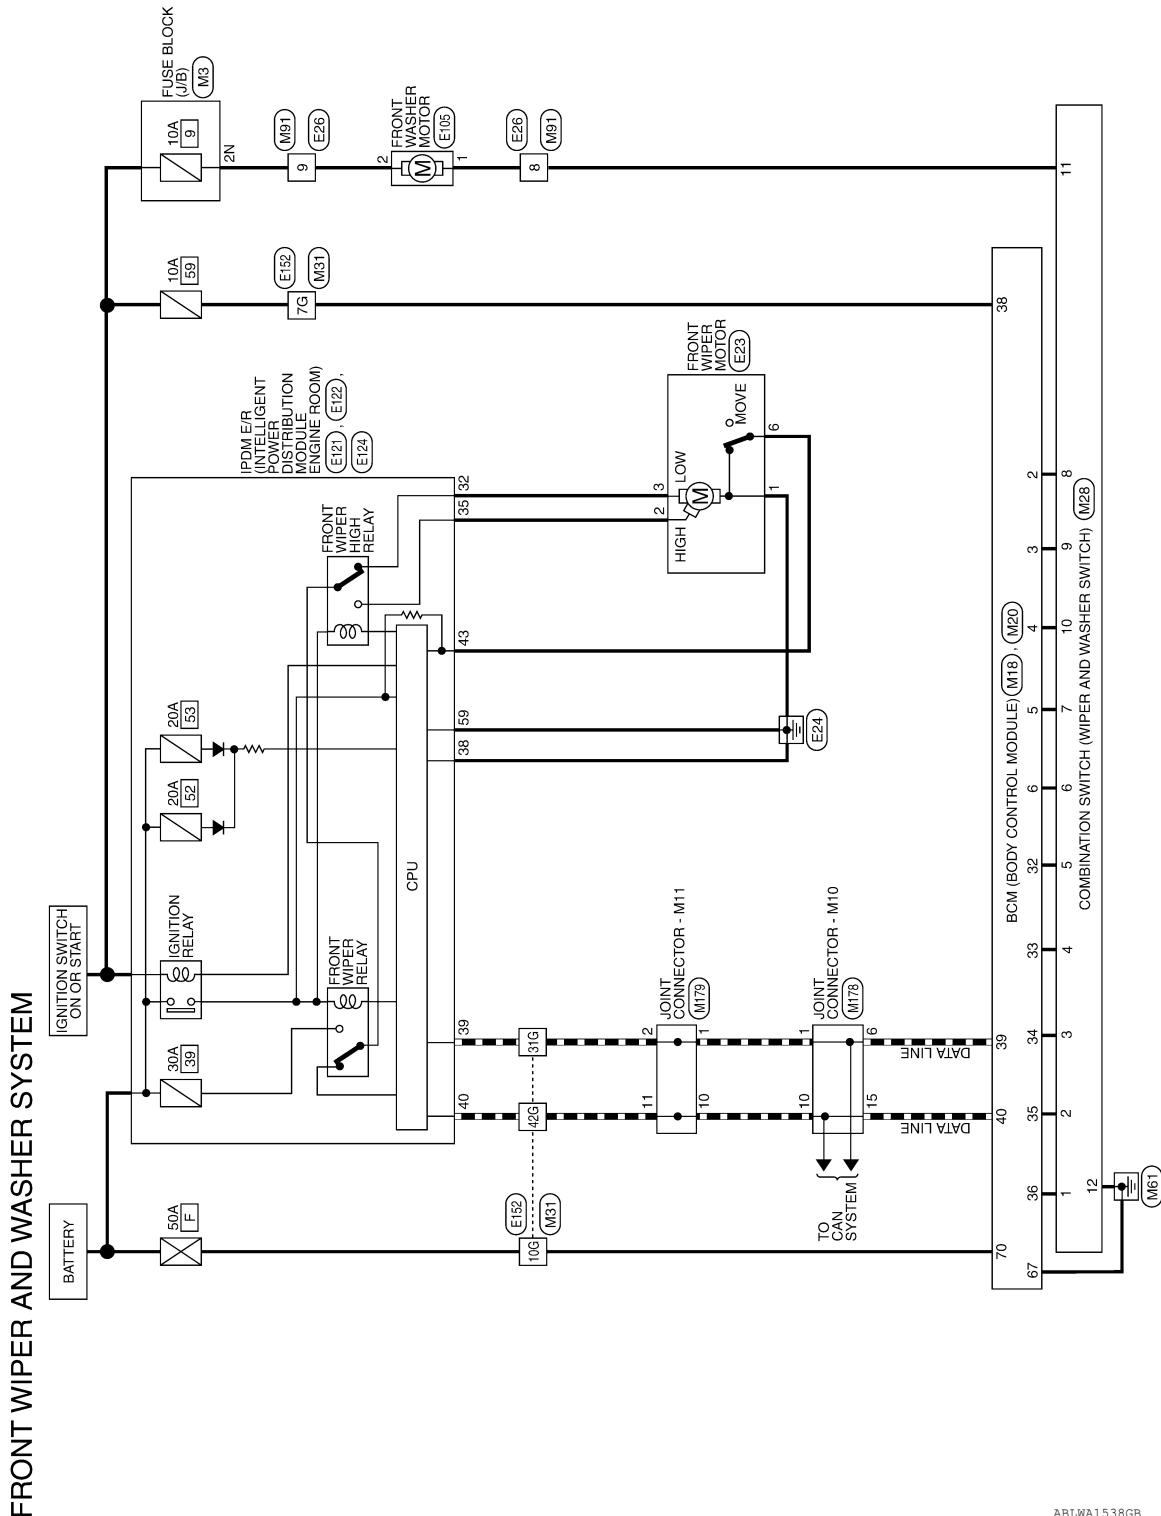 FRONT WIPER AND WASHER SYSTEM
BATTERY
IGNITION SWITCH
ON OR START
50A
F
30A
39
IGNITION
RELAY
20A
52
20A
53
10A
59
10A
9
FUSE BLOCK
(J/B)
M3
2N
IPDM E/R
(INTELLIGENT
POWER
DISTRIBUTION
MODULE
ENGINE ROOM)
E121 , E122 ,
E124
FRONT
WIPER
RELAY
FRONT
WIPER
HIGH
RELAY
CPU
40
39
38
59
43
35
32
E152
M31
7G
M91
E26
9
FRONT
WASHER
MOTOR
E105
2
1
E26
M91
8
E152
M31
10G
42G
31G
FRONT
WIPER
MOTOR
E23
HIGH
LOW
MOVE
M
M
2
3
1
6
E24
JOINT
CONNECTOR - M11
M179
11
2
10
1
JOINT
CONNECTOR - M10
M178
10
1
15
6
TO
CAN
SYSTEM
DATA LINE
DATA LINE
70
40
39
38
BCM (BODY CONTROL MODULE)
M18 , M20
67
36
35
34
33
32
6
5
4
3
2
12
1
2
3
4
5
6
7
10
9
8
11
COMBINATION SWITCH (WIPER AND WASHER SWITCH)
M28
M61
ABLWA1538GB